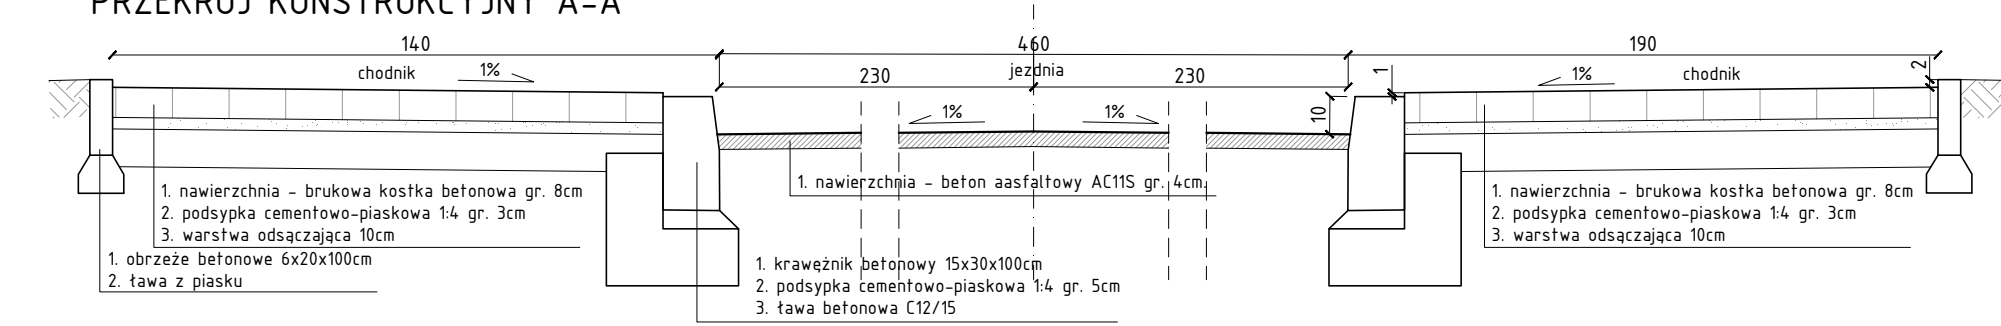 PRZEKRÓJ KONSTRUKCYJNY A-A
140
460
190
chodnik 1%
230
jezdnia
230
1
1% chodnik
2
1%
1%
10
1. nawierzchnia - brukowa kostka betonowa gr. 8cm
2. podsypka cementowo-piaskowa 1:4 gr. 3cm
3. warstwa odsączająca 10cm
1. obrzeże betonowe 6x20x100cm
2. ława z piasku
1. nawierzchnia - beton aasfaltowy AC11S gr. 4cm.
1. krawężnik betonowy 15x30x100cm
2. podsypka cementowo-piaskowa 1:4 gr. 5cm
3. ława betonowa C12/15
1. nawierzchnia - brukowa kostka betonowa gr. 8cm
2. podsypka cementowo-piaskowa 1:4 gr. 3cm
3. warstwa odsączająca 10cm